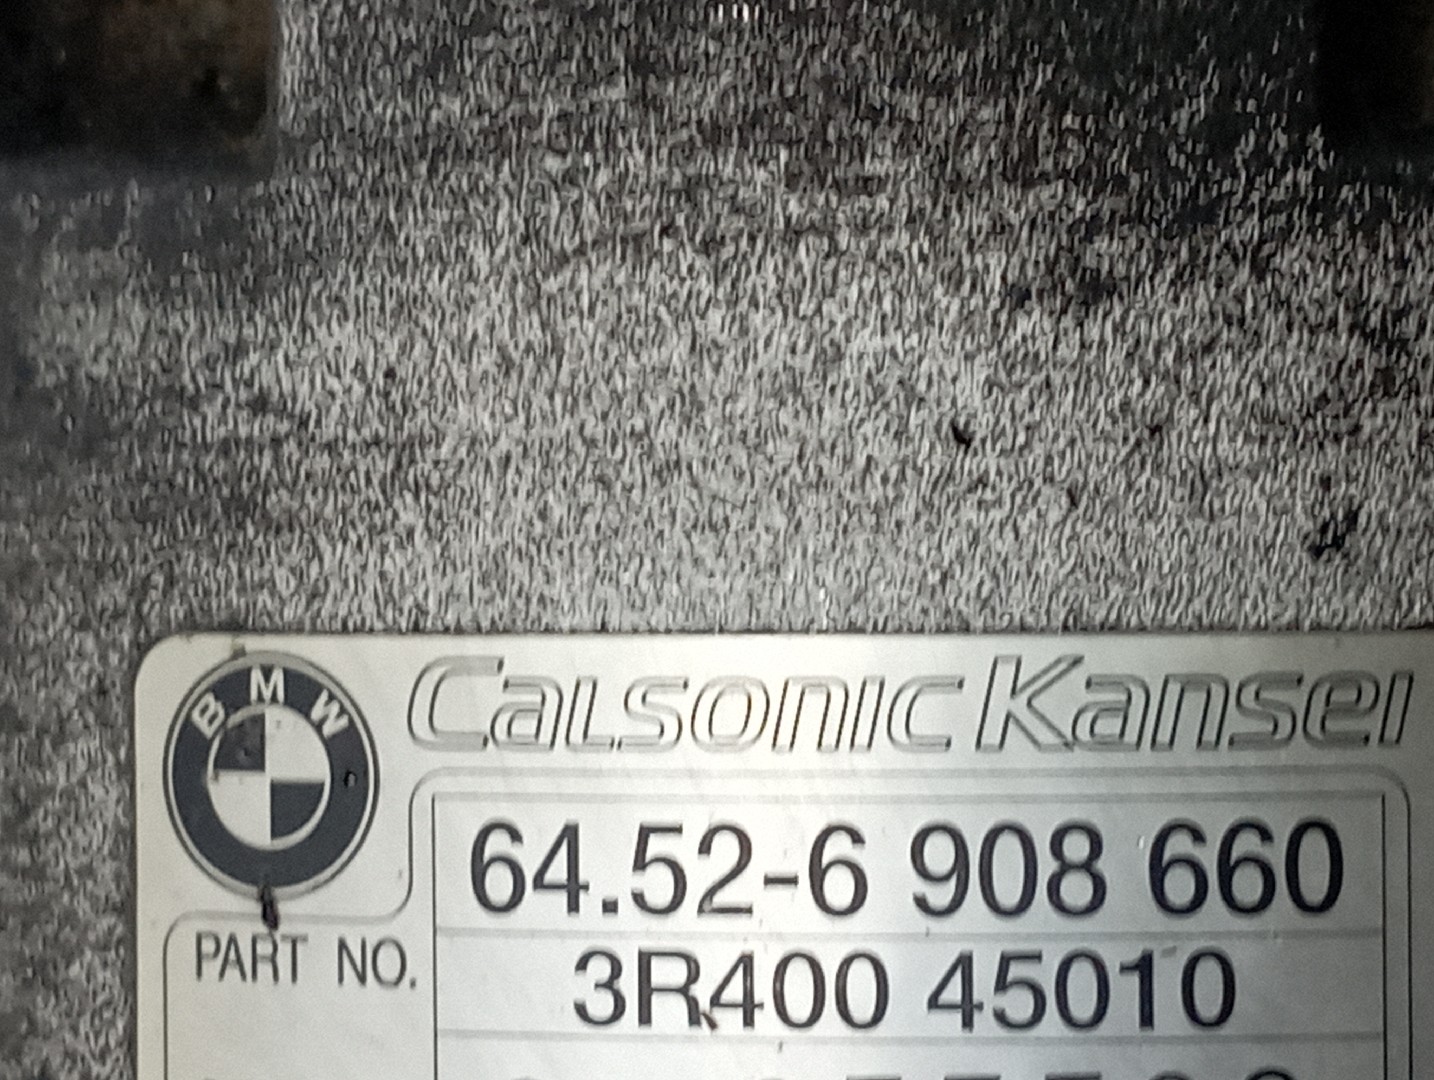 BMW
Calsonic Kansei
64.52-6 908 660
PART NO.
3R400 45010